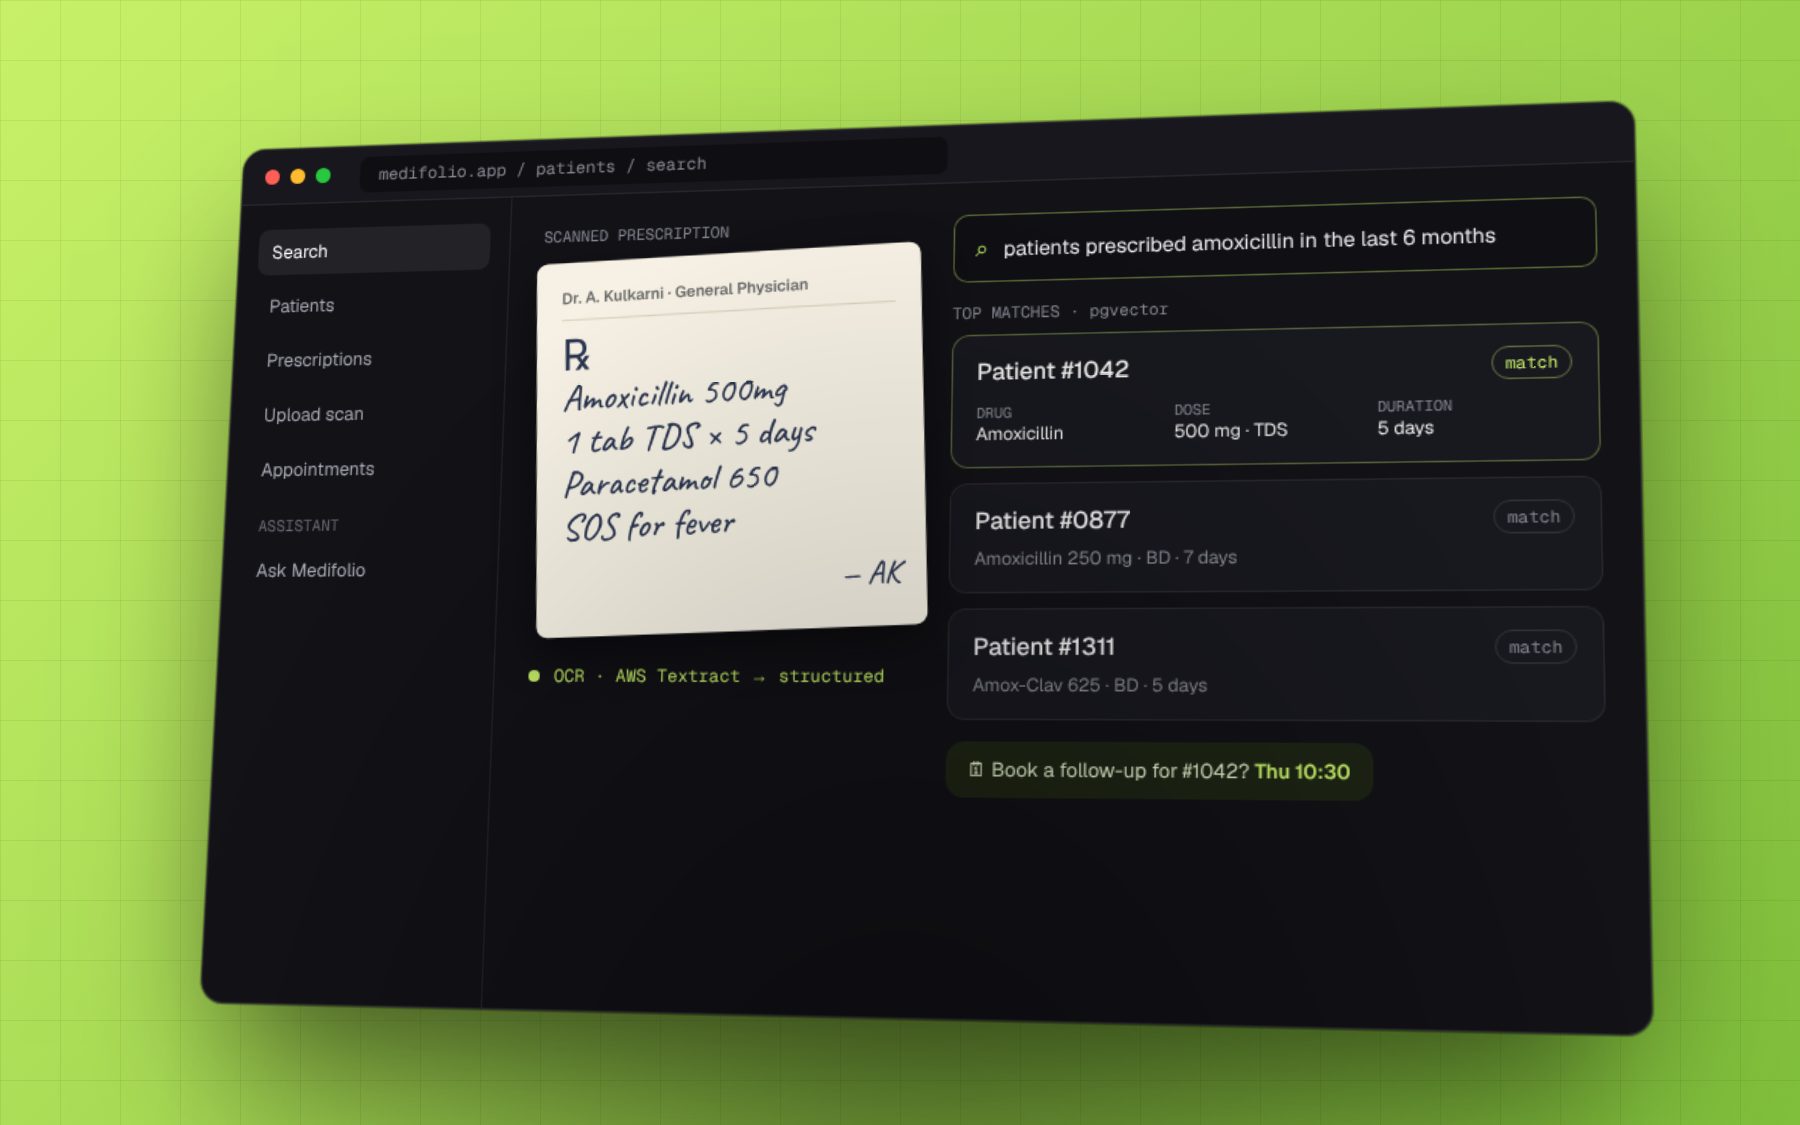 medifolio.app / patients / search
Search
Patients
Prescriptions
Upload scan
Appointments
ASSISTANT
Ask Medifolio
SCANNED PRESCRIPTION
Dr. A. Kulkarni · General Physician
℞
Amoxicillin 500mg
1 tab TDS × 5 days
Paracetamol 650
SOS for fever
– AK
OCR · AWS Textract → structured
patients prescribed amoxicillin in the last 6 months
TOP MATCHES · pgvector
Patient #1042
match
DRUG DOSE DURATION
Amoxicillin 500 mg · TDS 5 days
Patient #0877
match
Amoxicillin 250 mg · BD · 7 days
Patient #1311
match
Amox-Clav 625 · BD · 5 days
Book a follow-up for #1042? Thu 10:30